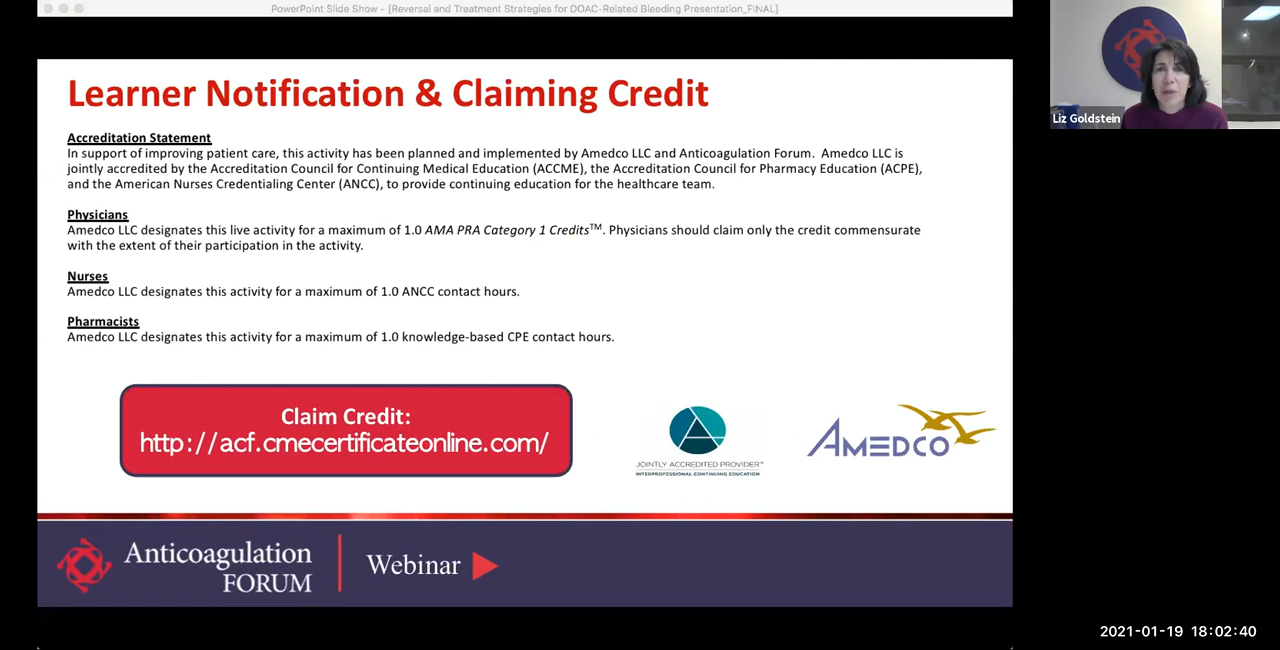 PowerPoint Slide Show - [Reversal and Treatment Strategies for DOAC-Related Bleeding Presentation_FINAL]
Learner Notification & Claiming Credit
Accreditation Statement
In support of improving patient care, this activity has been planned and implemented by Amedco LLC and Anticoagulation Forum.  Amedco LLC is
jointly accredited by the Accreditation Council for Continuing Medical Education (ACCME), the Accreditation Council for Pharmacy Education (ACPE),
and the American Nurses Credentialing Center (ANCC), to provide continuing education for the healthcare team.
Physicians
Amedco LLC designates this live activity for a maximum of 1.0 AMA PRA Category 1 Credits™. Physicians should claim only the credit commensurate
with the extent of their participation in the activity.
Nurses
Amedco LLC designates this activity for a maximum of 1.0 ANCC contact hours.
Pharmacists
Amedco LLC designates this activity for a maximum of 1.0 knowledge-based CPE contact hours.
Claim Credit:
http://acf.cmecertificateonline.com/
JOINTLY ACCREDITED PROVIDER™
INTERPROFESSIONAL CONTINUING EDUCATION
AMEDCO
Anticoagulation
FORUM
Webinar
Liz Goldstein
2021-01-19 18:02:40